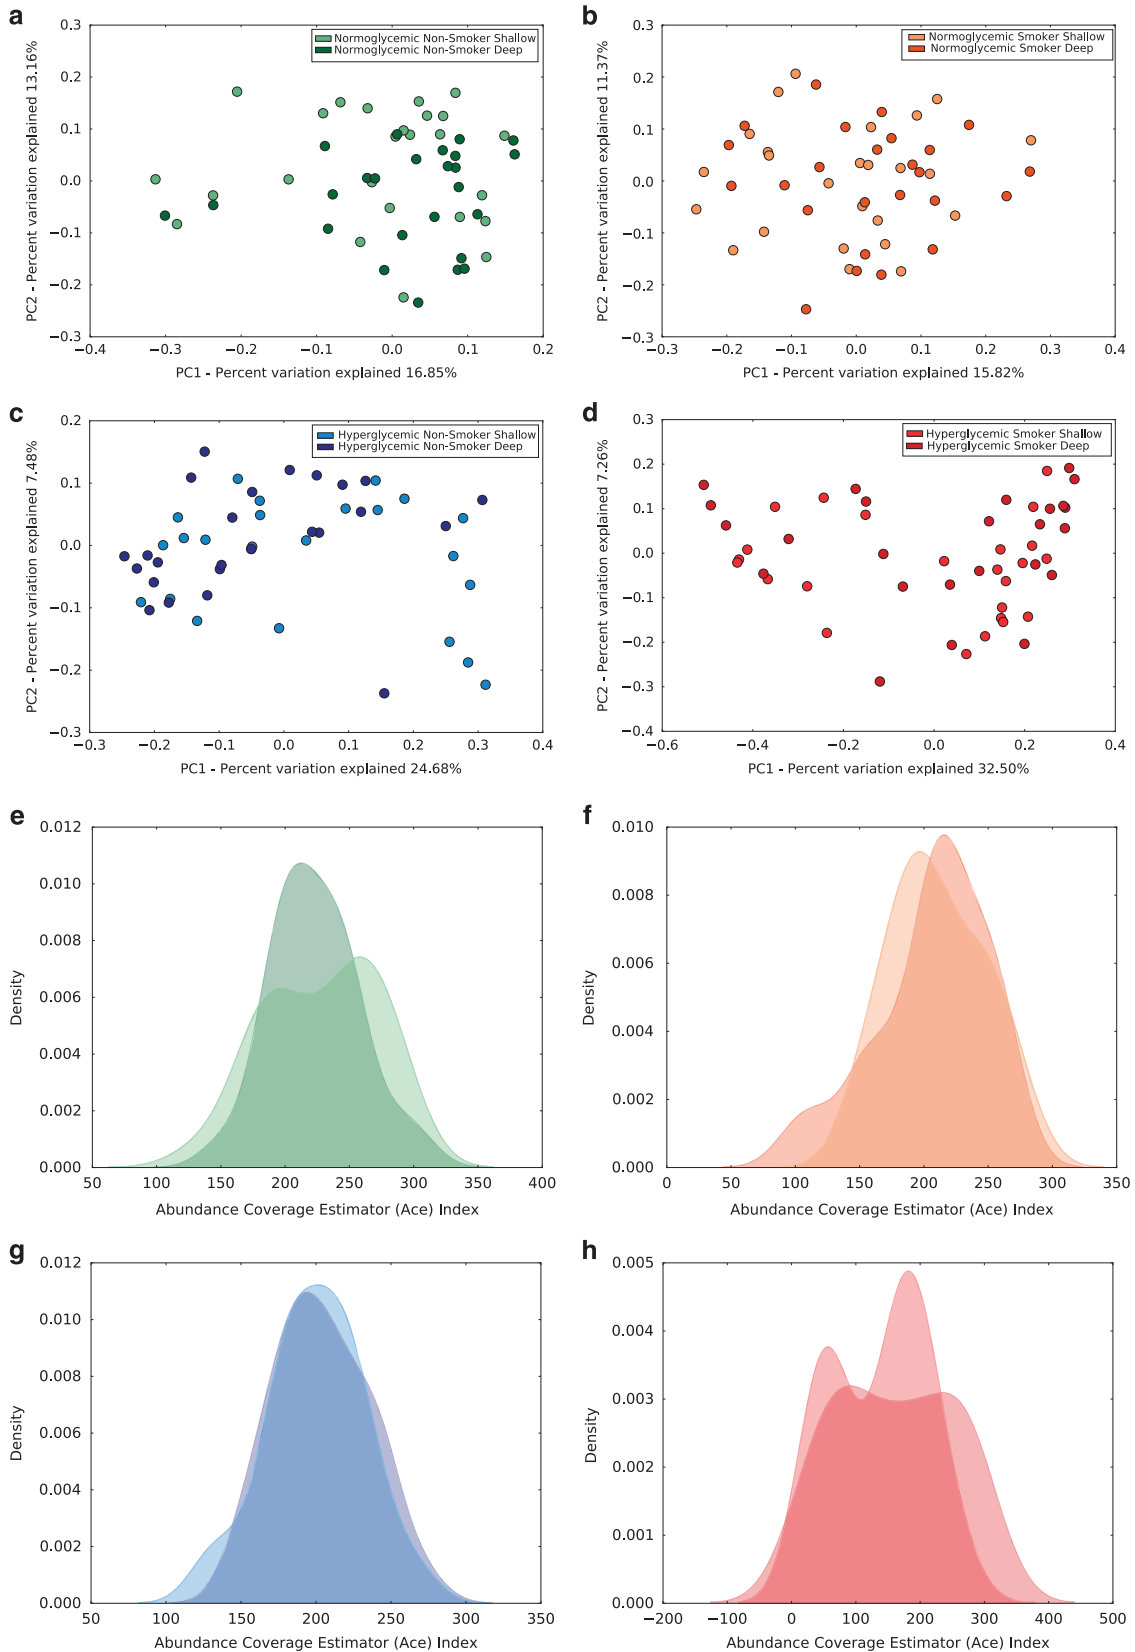 a
0.3
0.2
0.1
0.0
−0.1
−0.2
−0.3
PC2 - Percent variation explained 13.16%
Normoglycemic Non-Smoker Shallow
Normoglycemic Non-Smoker Deep
−0.4 −0.3 −0.2 −0.1 0.0 0.1 0.2
PC1 - Percent variation explained 16.85%
b
0.3
0.2
0.1
0.0
−0.1
−0.2
−0.3
PC2 - Percent variation explained 11.37%
Normoglycemic Smoker Shallow
Normoglycemic Smoker Deep
−0.3 −0.2 −0.1 0.0 0.1 0.2 0.3 0.4
PC1 - Percent variation explained 15.82%
c
0.2
0.1
0.0
−0.1
−0.2
−0.3
PC2 - Percent variation explained 7.48%
Hyperglycemic Non-Smoker Shallow
Hyperglycemic Non-Smoker Deep
−0.3 −0.2 −0.1 0.0 0.1 0.2 0.3 0.4
PC1 - Percent variation explained 24.68%
d
0.3
0.2
0.1
0.0
−0.1
−0.2
−0.3
−0.4
PC2 - Percent variation explained 7.26%
Hyperglycemic Smoker Shallow
Hyperglycemic Smoker Deep
−0.6 −0.4 −0.2 0.0 0.2 0.4
PC1 - Percent variation explained 32.50%
e
0.012
0.010
0.008
0.006
0.004
0.002
0.000
Density
50 100 150 200 250 300 350 400
Abundance Coverage Estimator (Ace) Index
f
0.010
0.008
0.006
0.004
0.002
0.000
Density
0 50 100 150 200 250 300 350
Abundance Coverage Estimator (Ace) Index
g
0.012
0.010
0.008
0.006
0.004
0.002
0.000
Density
50 100 150 200 250 300 350
Abundance Coverage Estimator (Ace) Index
h
0.005
0.004
0.003
0.002
0.001
0.000
Density
−200 −100 0 100 200 300 400 500
Abundance Coverage Estimator (Ace) Index